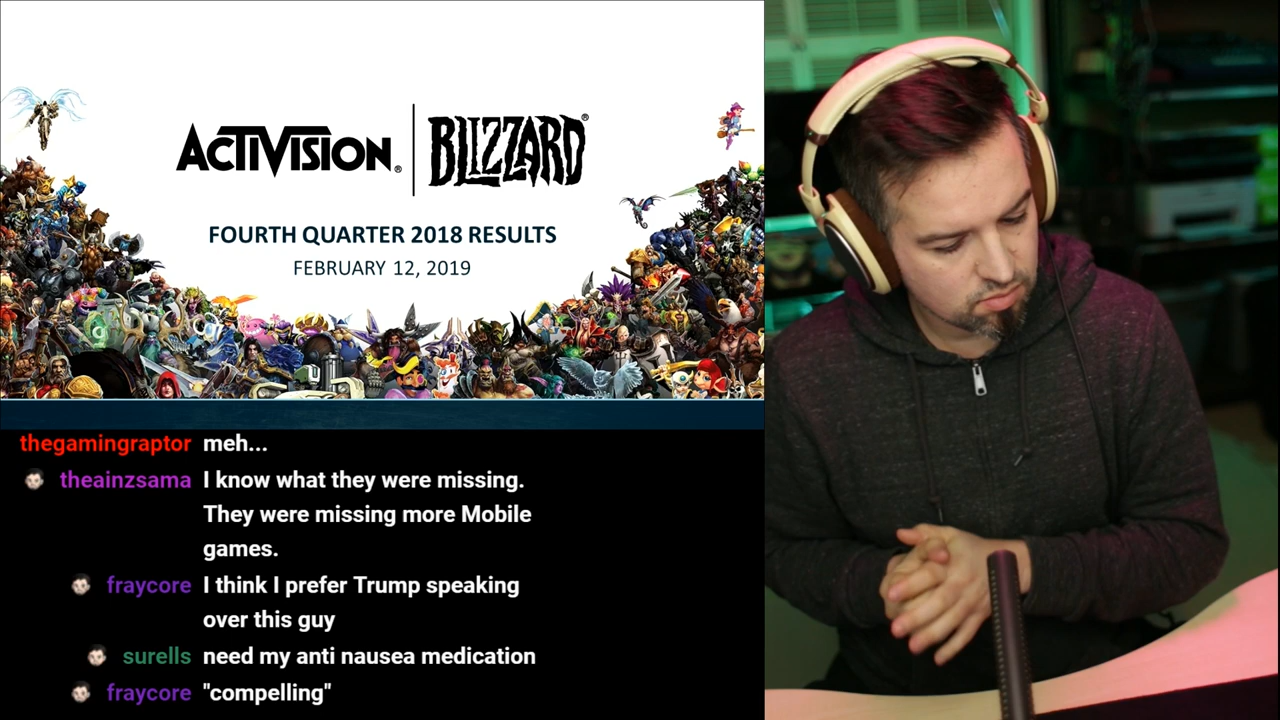 ACTIVISION® | BLIZZARD®
FOURTH QUARTER 2018 RESULTS
FEBRUARY 12, 2019
thegamingraptor meh...
theainzsama I know what they were missing.
They were missing more Mobile
games.
fraycore I think I prefer Trump speaking
over this guy
surells need my anti nausea medication
fraycore "compelling"